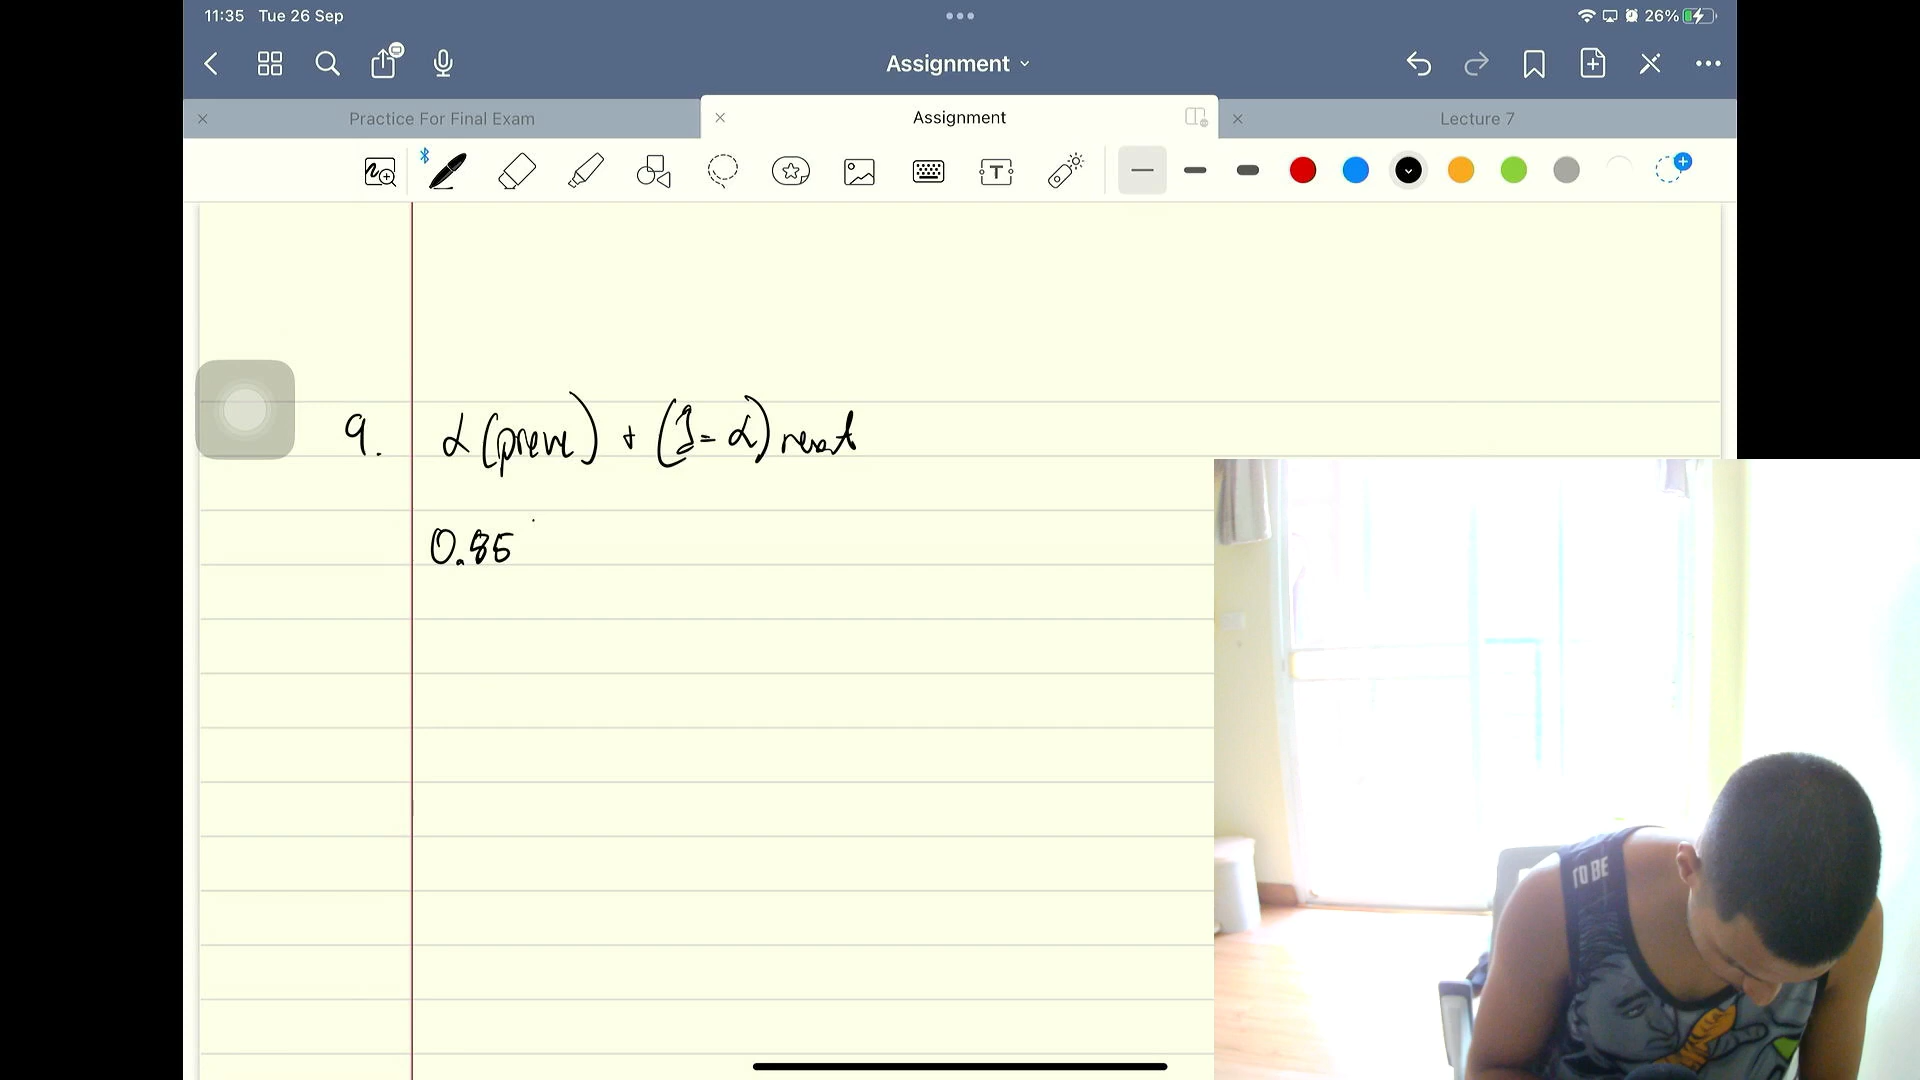 11:35 Tue 26 Sep
26%
Assignment
Practice For Final Exam
Assignment
Lecture 7
T
9. α (prev) + (1 - α) reset
0.85
TO BE